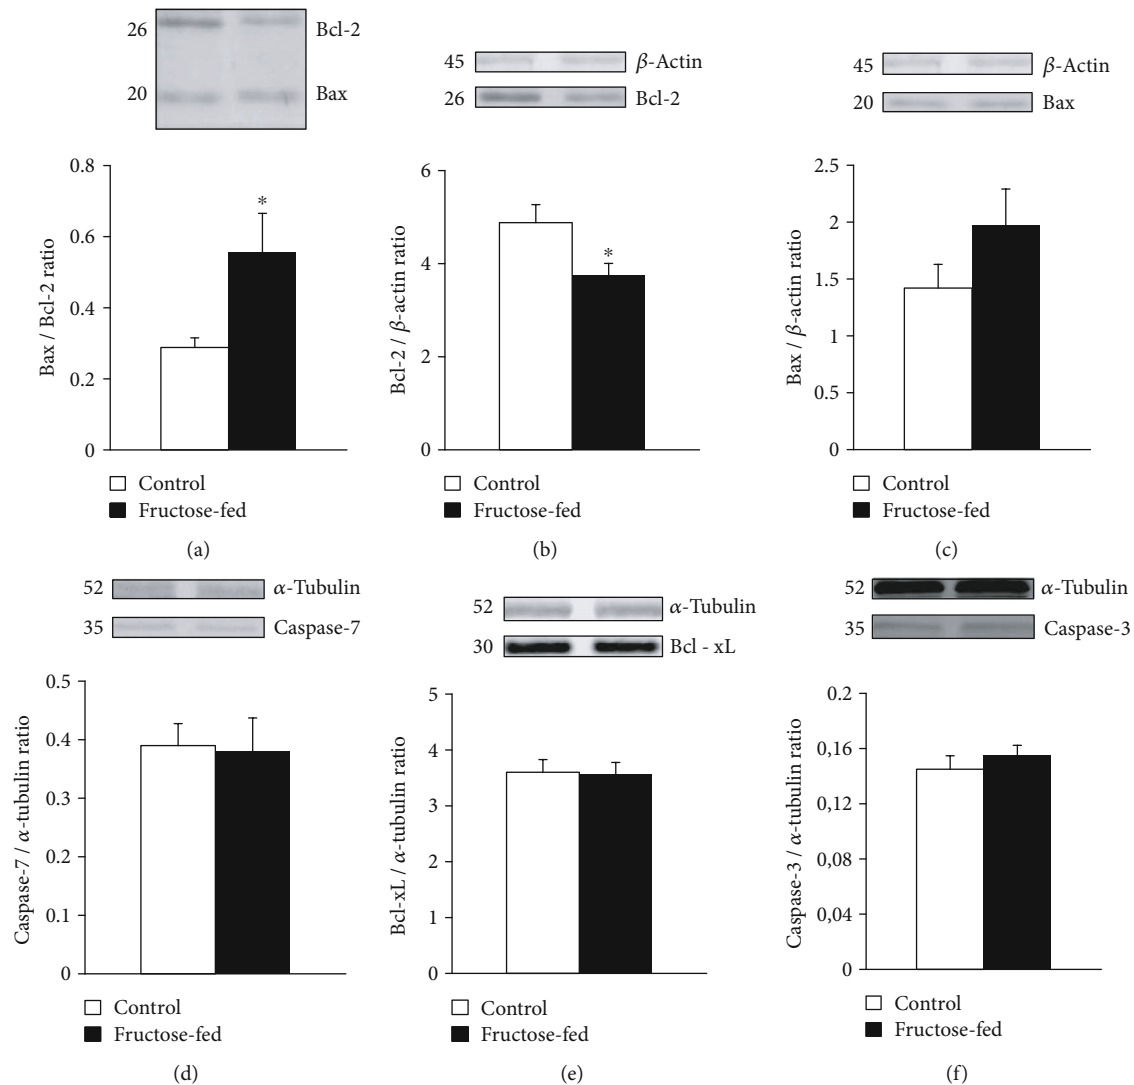 26 Bcl-2
20 Bax
0.8
0.6
0.4
0.2
0
*
Bax / Bcl-2 ratio
Control
Fructose-fed
(a)
45 β-Actin
26 Bcl-2
6
4
2
0
*
Bcl-2 / β-actin ratio
Control
Fructose-fed
(b)
45 β-Actin
20 Bax
2.5
2
1.5
1
0.5
0
Bax / β-actin ratio
Control
Fructose-fed
(c)
52 α-Tubulin
35 Caspase-7
0.5
0.4
0.3
0.2
0.1
0
Caspase-7 / α-tubulin ratio
Control
Fructose-fed
(d)
52 α-Tubulin
30 Bcl - xL
5
4
3
2
1
0
Bcl-xL / α-tubulin ratio
Control
Fructose-fed
(e)
52 α-Tubulin
35 Caspase-3
0.2
0,16
0,12
0,08
0,04
0
Caspase-3 / α-tubulin ratio
Control
Fructose-fed
(f)